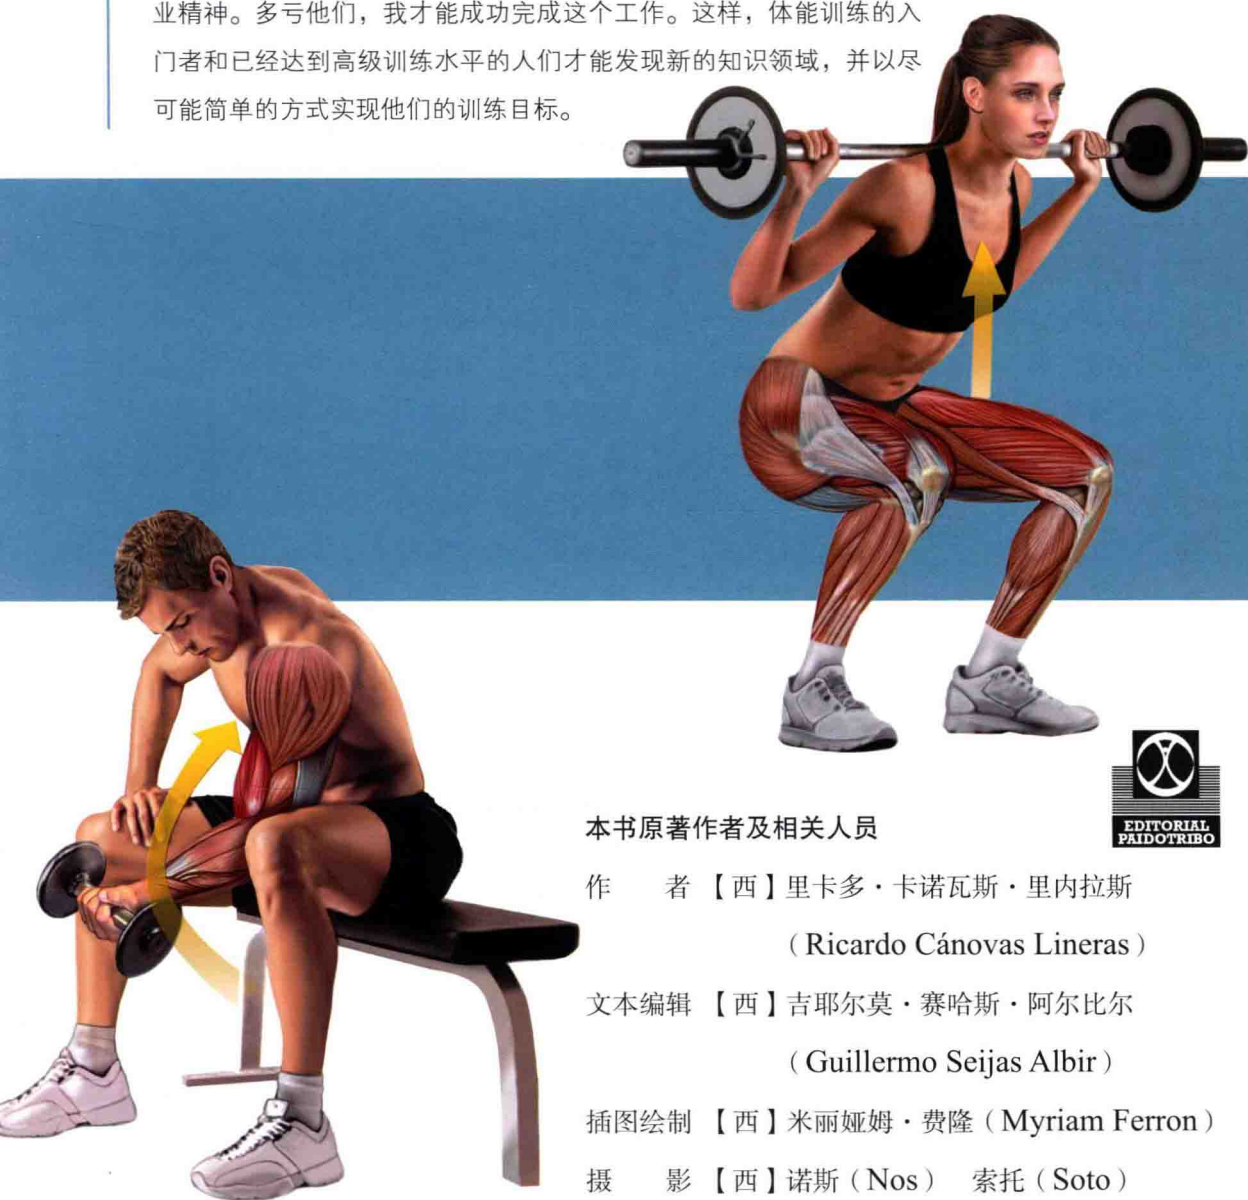 业精神。多亏他们，我才能成功完成这个工作。这样，体能训练的入
门者和已经达到高级训练水平的人们才能发现新的知识领域，并以尽
可能简单的方式实现他们的训练目标。
EDITORIAL
PAIDOTRIBO
本书原著作者及相关人员
作 者 【西】里卡多·卡诺瓦斯·里内拉斯
（Ricardo Cánovas Lineras）
文本编辑 【西】吉耶尔莫·赛哈斯·阿尔比尔
（Guillermo Seijas Albir）
插图绘制 【西】米丽娅姆·费隆（Myriam Ferron）
摄 影 【西】诺斯（Nos） 索托（Soto）